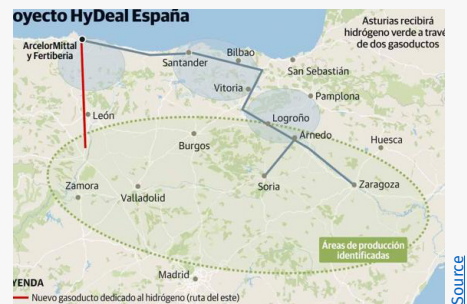 oyecto HyDeal España
Asturias recibirá
hidrógeno verde a travé
de dos gasoductos
ArcelorMittal
y Fertiberia
Santander
Bilbao
San Sebastián
Vitoria
Pamplona
León
Logroño
Arnedo
Huesca
Burgos
Zamora
Valladolid
Soria
Zaragoza
Áreas de producción
identificadas
Madrid
YENDA
Nuevo gasoducto dedicado al hidrógeno (ruta del este)
Source